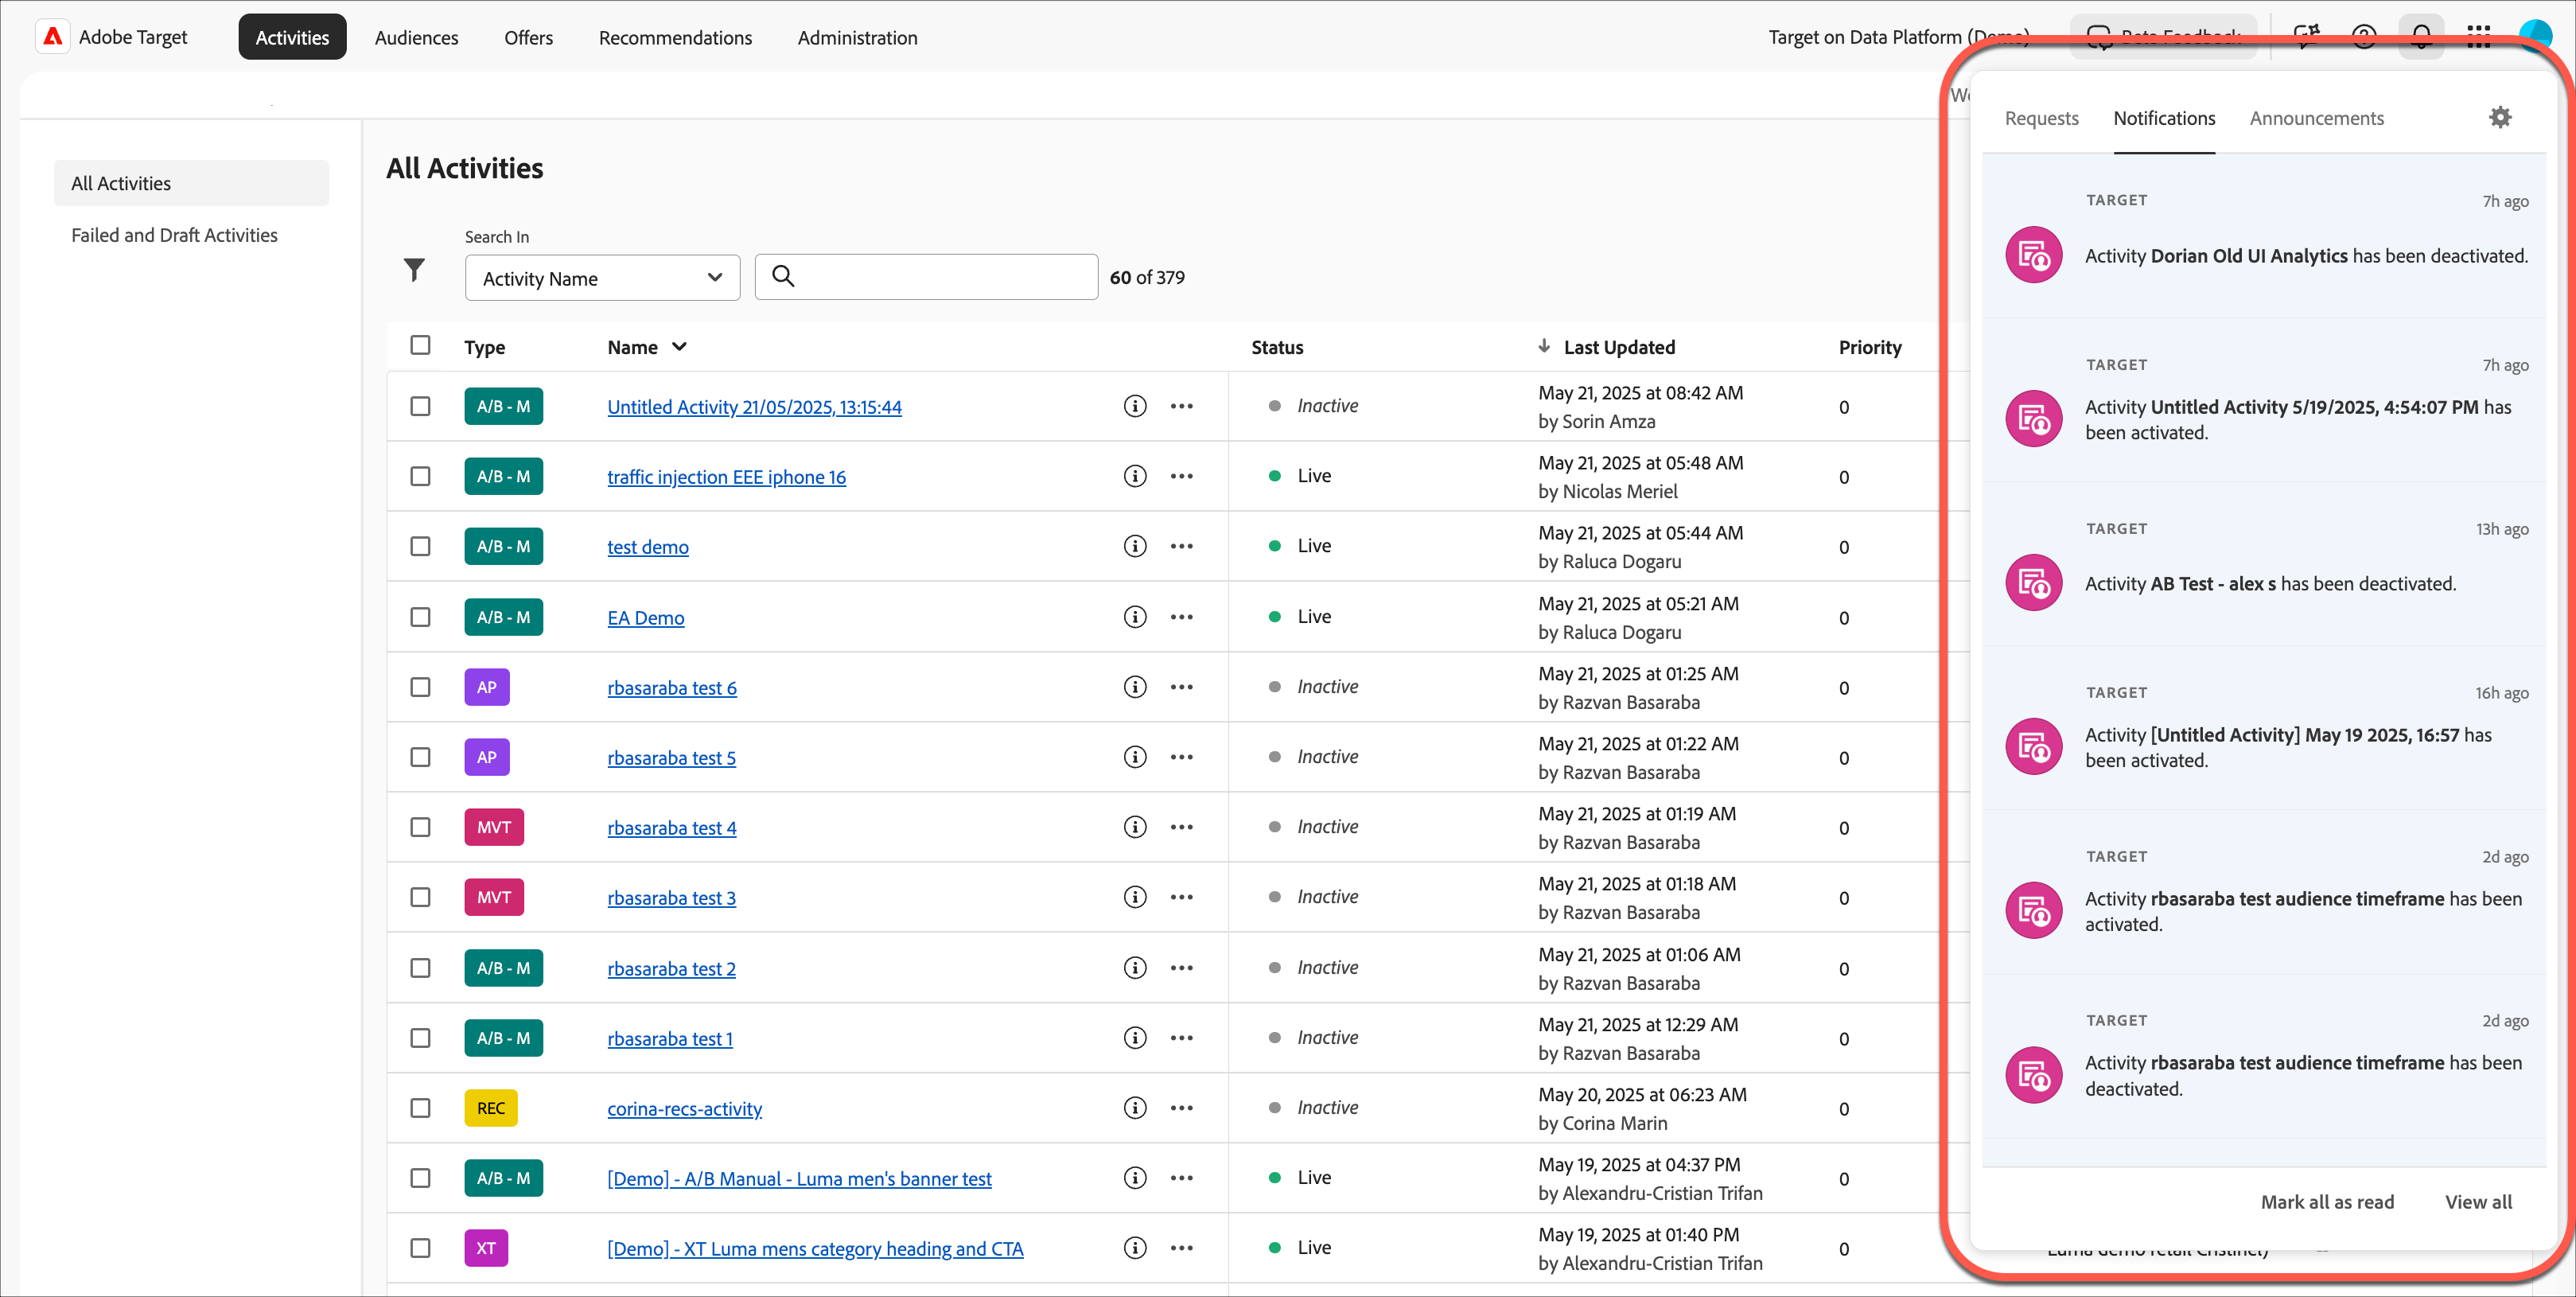 Adobe Target
Activities
Audiences
Offers
Recommendations
Administration
Target on Data Platform (Demo)
Beta Feedback
All Activities
Failed and Draft Activities
All Activities
Search In
Activity Name
60 of 379
Type
Name
Status
Last Updated
Priority
A/B - M
Untitled Activity 21/05/2025, 13:15:44
Inactive
May 21, 2025 at 08:42 AM
by Sorin Amza
0
A/B - M
traffic injection EEE iphone 16
Live
May 21, 2025 at 05:48 AM
by Nicolas Meriel
0
A/B - M
test demo
Live
May 21, 2025 at 05:44 AM
by Raluca Dogaru
0
A/B - M
EA Demo
Live
May 21, 2025 at 05:21 AM
by Raluca Dogaru
0
AP
rbasaraba test 6
Inactive
May 21, 2025 at 01:25 AM
by Razvan Basaraba
0
AP
rbasaraba test 5
Inactive
May 21, 2025 at 01:22 AM
by Razvan Basaraba
0
MVT
rbasaraba test 4
Inactive
May 21, 2025 at 01:19 AM
by Razvan Basaraba
0
MVT
rbasaraba test 3
Inactive
May 21, 2025 at 01:18 AM
by Razvan Basaraba
0
A/B - M
rbasaraba test 2
Inactive
May 21, 2025 at 01:06 AM
by Razvan Basaraba
0
A/B - M
rbasaraba test 1
Inactive
May 21, 2025 at 12:29 AM
by Razvan Basaraba
0
REC
corina-recs-activity
Inactive
May 20, 2025 at 06:23 AM
by Corina Marin
0
A/B - M
[Demo] - A/B Manual - Luma men's banner test
Live
May 19, 2025 at 04:37 PM
by Alexandru-Cristian Trifan
0
XT
[Demo] - XT Luma mens category heading and CTA
Live
May 19, 2025 at 01:40 PM
by Alexandru-Cristian Trifan
0
Requests
Notifications
Announcements
TARGET
7h ago
Activity Dorian Old UI Analytics has been deactivated.
TARGET
7h ago
Activity Untitled Activity 5/19/2025, 4:54:07 PM has
been activated.
TARGET
13h ago
Activity AB Test - alex s has been deactivated.
TARGET
16h ago
Activity [Untitled Activity] May 19 2025, 16:57 has
been activated.
TARGET
2d ago
Activity rbasaraba test audience timeframe has been
activated.
TARGET
2d ago
Activity rbasaraba test audience timeframe has been
deactivated.
Mark all as read
View all